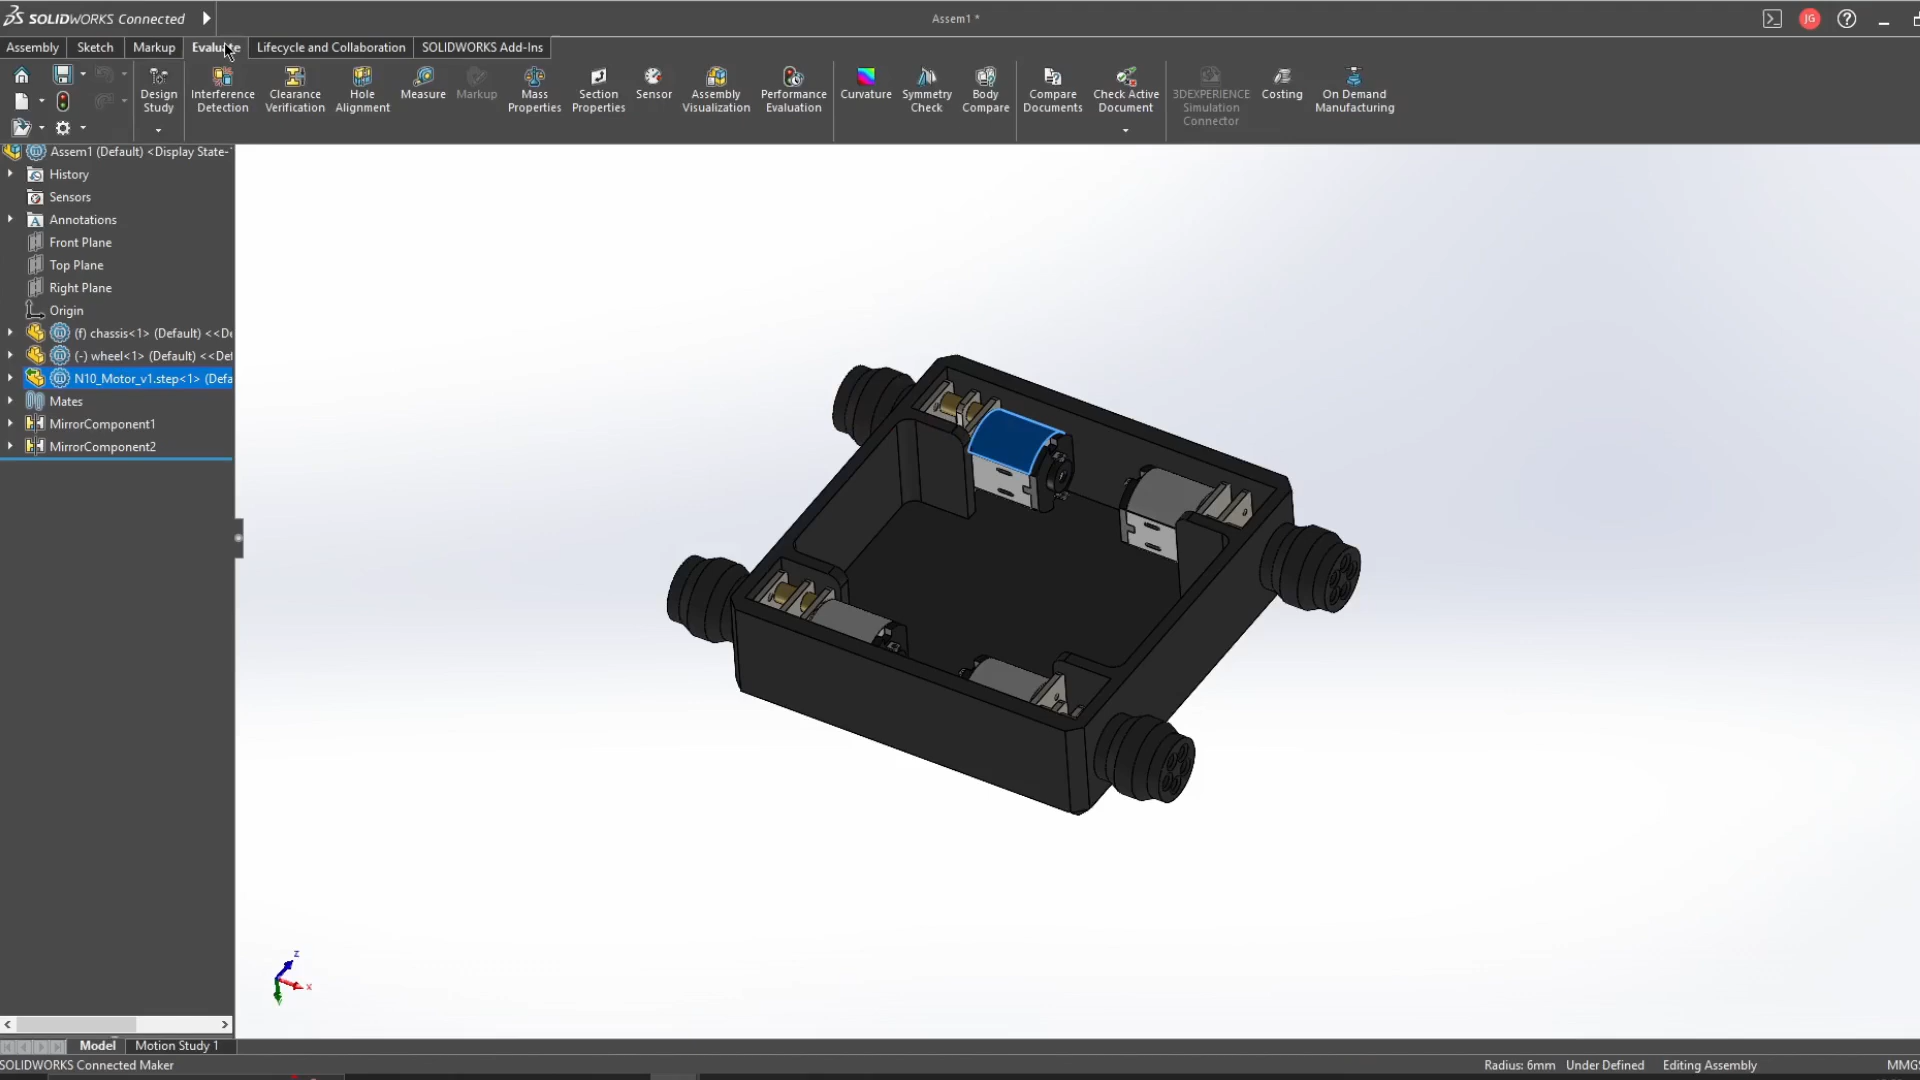 SOLIDWORKS Connected
Assem1 *
JG
Assembly
Sketch
Markup
Evaluate
Lifecycle and Collaboration
SOLIDWORKS Add-Ins
Design Study
Interference Detection
Clearance Verification
Hole Alignment
Measure
Markup
Mass Properties
Section Properties
Sensor
Assembly Visualization
Performance Evaluation
Curvature
Symmetry Check
Body Compare
Compare Documents
Check Active Document
3DEXPERIENCE Simulation Connector
Costing
On Demand Manufacturing
Assem1 (Default) <Display State-
History
Sensors
Annotations
Front Plane
Top Plane
Right Plane
Origin
(f) chassis<1> (Default) <<De
(-) wheel<1> (Default) <<Def
N10_Motor_v1.step<1> (Defa
Mates
MirrorComponent1
MirrorComponent2
z
x
Model
Motion Study 1
SOLIDWORKS Connected Maker
Radius: 6mm
Under Defined
Editing Assembly
MMGS